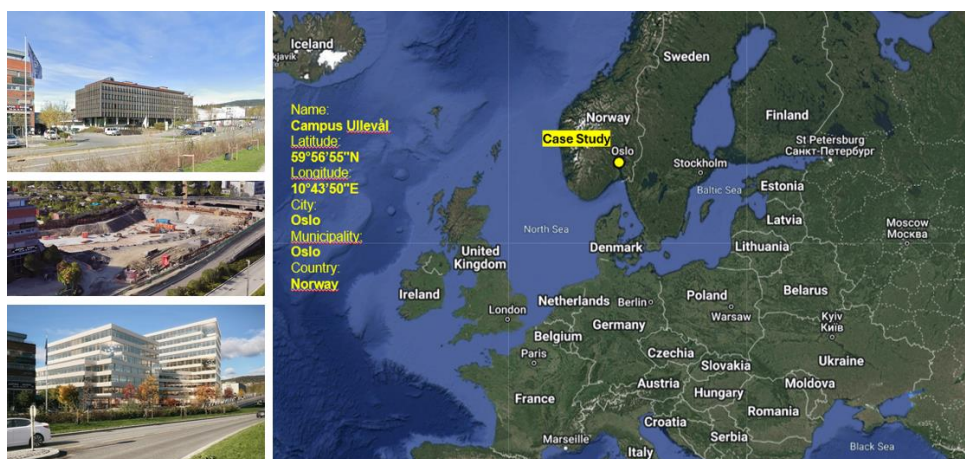 Iceland
kjavik
Name:
Campus Ullevål
Latitude:
59°56'55"N
Longitude:
10°43'50"E
City:
Oslo
Municipality:
Oslo
Country:
Norway
Sweden
Norway
Finland
Case Study
Oslo
Stockholm
St Petersburg
Санкт-Петербург
Baltic Sea
Estonia
Latvia
Moscow
Москва
North Sea
Denmark
Lithuania
United
Kingdom
Ireland
Netherlands
Berlin
Poland
Belarus
London
Warsaw
Belgium
Germany
Kyiv
Київ
Paris
Czechia
Slovakia
Ukraine
France
Austria
Hungary
Moldova
Romania
Croatia
Serbia
Marseille
Italy
Black Sea